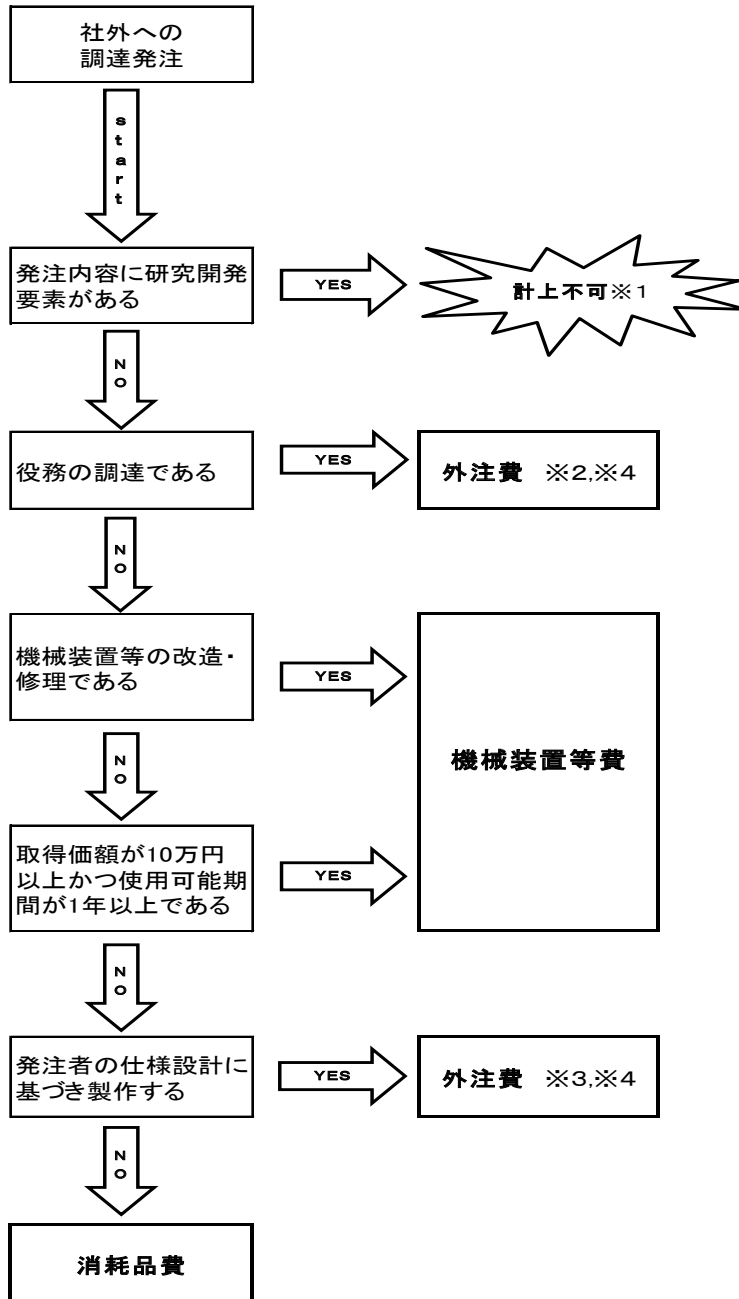 社外への
調達発注
start
発注内容に研究開発
要素がある
YES
計上不可※1
NO
役務の調達である
YES
外注費 ※2,※4
NO
機械装置等の改造・
修理である
YES
機械装置等費
NO
取得価額が10万円
以上かつ使用可能期
間が1年以上である
YES
NO
発注者の仕様設計に
基づき製作する
YES
外注費 ※3,※4
NO
消耗品費